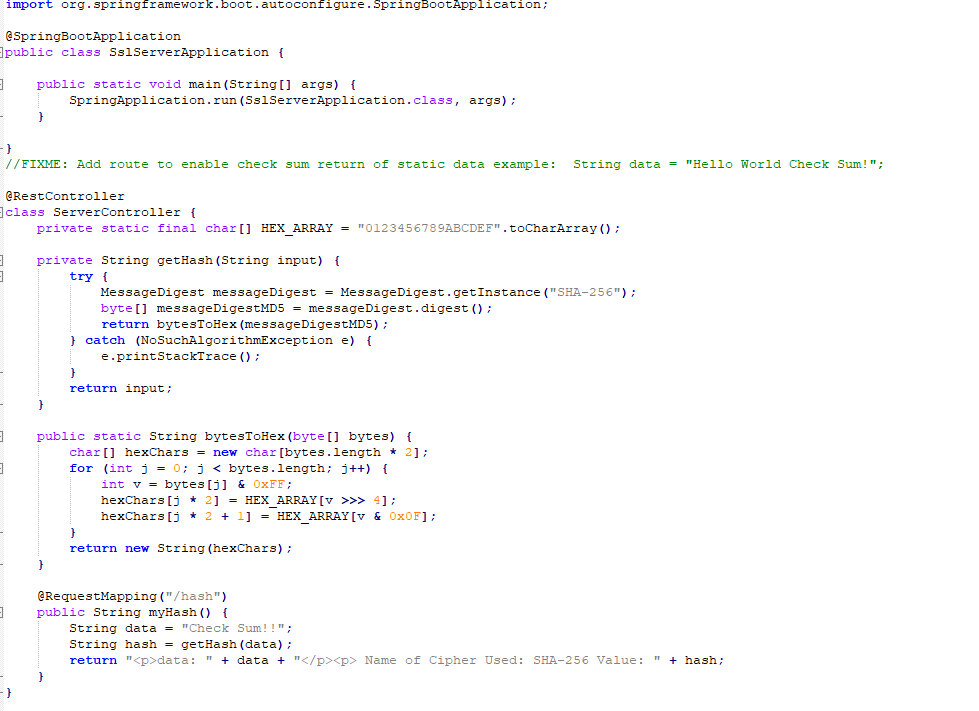 import org.springframework.boot.autoconfigure.SpringBootApplication;
@SpringBootApplication
public class SslServerApplication {
public static void main(String[] args) {
SpringApplication.run(SslServerApplication.class, args);
}
}
//FIXME: Add route to enable check sum return of static data example:  String data = "Hello World Check Sum!";
@RestController
class ServerController {
private static final char[] HEX_ARRAY = "0123456789ABCDEF".toCharArray();
private String getHash(String input) {
try {
MessageDigest messageDigest = MessageDigest.getInstance("SHA-256");
byte[] messageDigestMD5 = messageDigest.digest();
return bytesToHex(messageDigestMD5);
} catch (NoSuchAlgorithmException e) {
e.printStackTrace();
}
return input;
}
public static String bytesToHex(byte[] bytes) {
char[] hexChars = new char[bytes.length * 2];
for (int j = 0; j < bytes.length; j++) {
int v = bytes[j] & 0xFF;
hexChars[j * 2] = HEX_ARRAY[v >>> 4];
hexChars[j * 2 + 1] = HEX_ARRAY[v & 0x0F];
}
return new String(hexChars);
}
@RequestMapping("/hash")
public String myHash() {
String data = "Check Sum!!";
String hash = getHash(data);
return "<p>data: " + data + "</p><p> Name of Cipher Used: SHA-256 Value: " + hash;
}
}